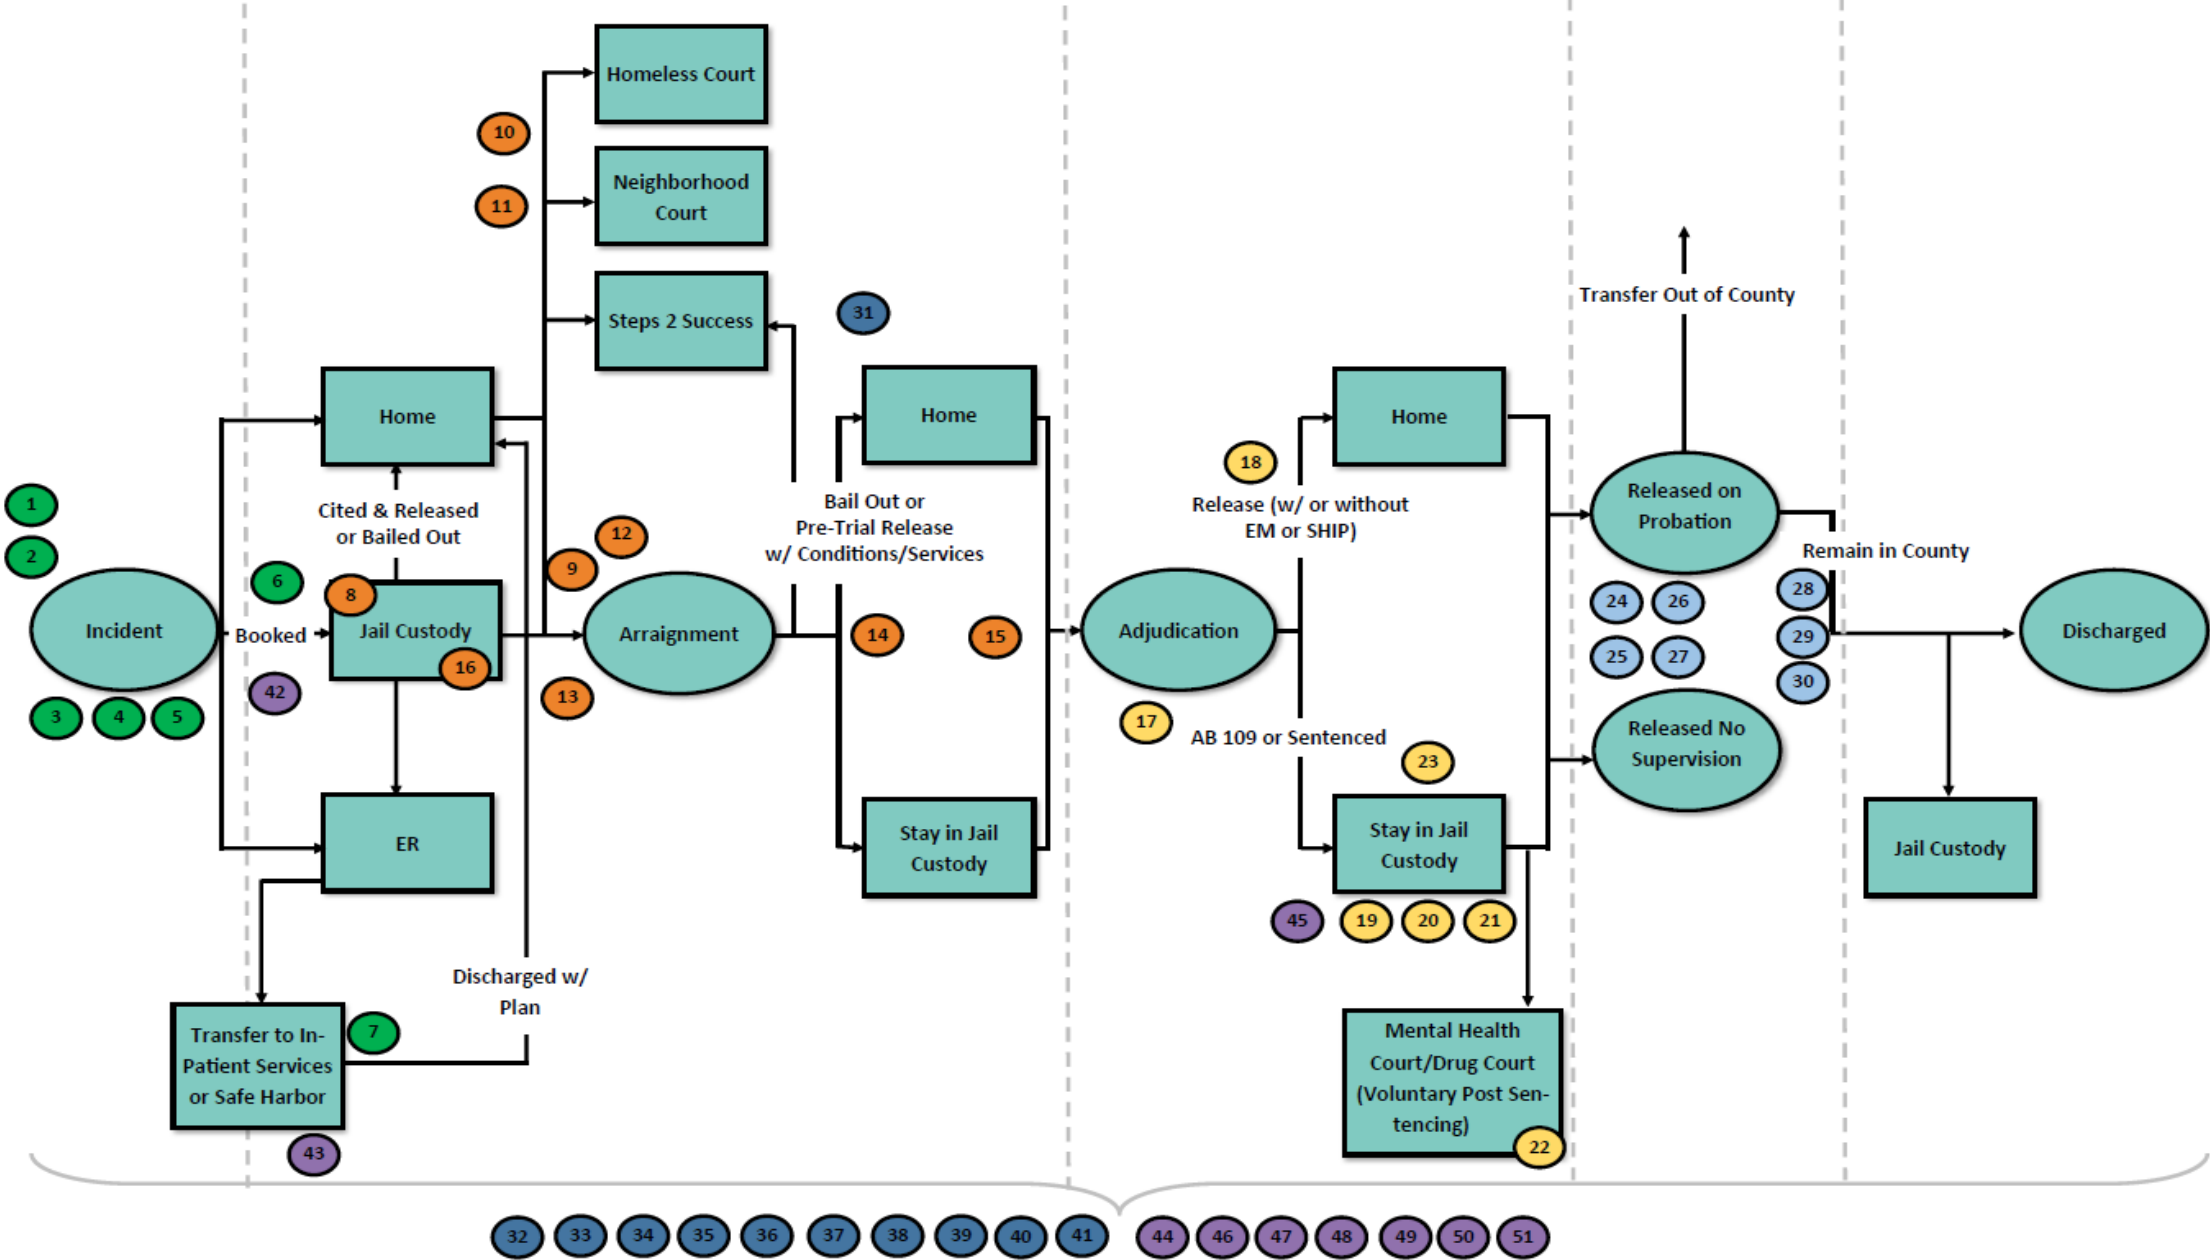 Homeless Court
10
Neighborhood
Court
11
Steps 2 Success
31
Transfer Out of County
Home
Home
Home
18
1
2
Cited & Released
or Bailed Out
Bail Out or
Pre-Trial Release
w/ Conditions/Services
Release (w/ or without
EM or SHIP)
Released on
Probation
Remain in County
6
8
9
12
Incident
Booked
Jail Custody
16
Arraignment
14
15
Adjudication
24
26
25
27
28
29
30
Discharged
3
4
5
42
13
17
AB 109 or Sentenced
23
Released No
Supervision
ER
Stay in Jail
Custody
Stay in Jail
Custody
Jail Custody
45
19
20
21
Discharged w/
Plan
Transfer to In-
Patient Services
or Safe Harbor
7
43
Mental Health
Court/Drug Court
(Voluntary Post Sen-
tencing)
22
32
33
34
35
36
37
38
39
40
41
44
46
47
48
49
50
51